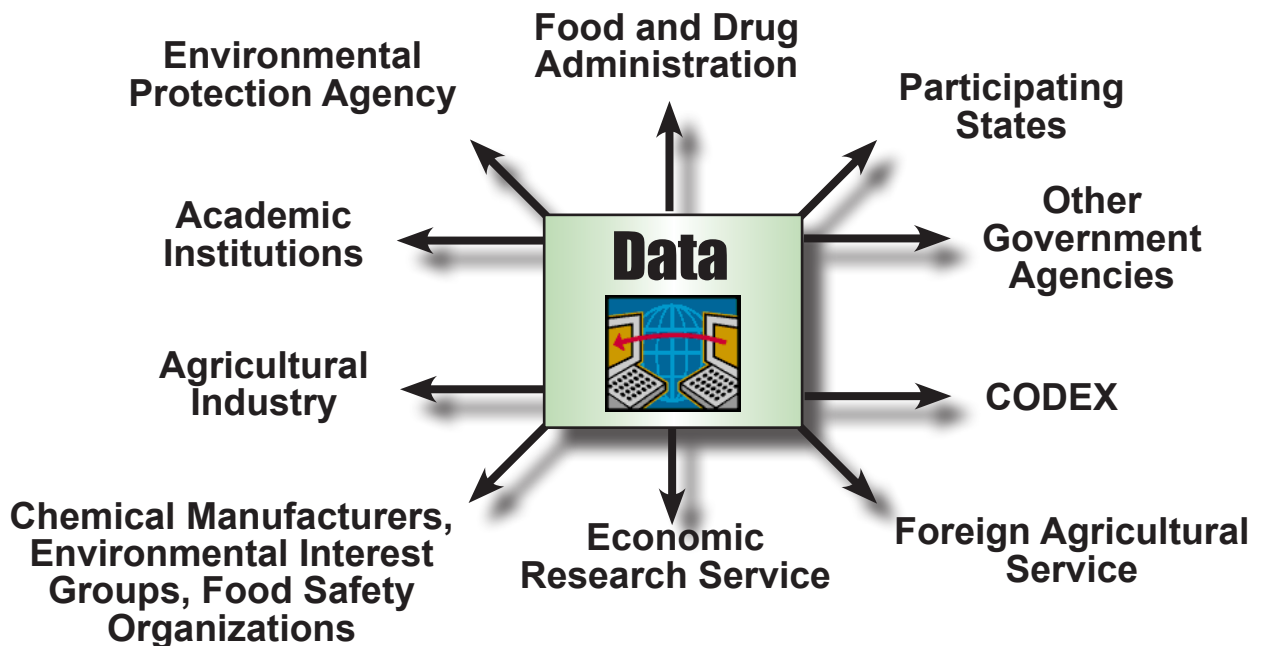 Food and Drug
Administration
Environmental
Protection Agency
Participating
States
Academic
Institutions
Other
Government
Agencies
Data
Agricultural
Industry
CODEX
Chemical Manufacturers,
Environmental Interest
Groups, Food Safety
Organizations
Economic
Research Service
Foreign Agricultural
Service